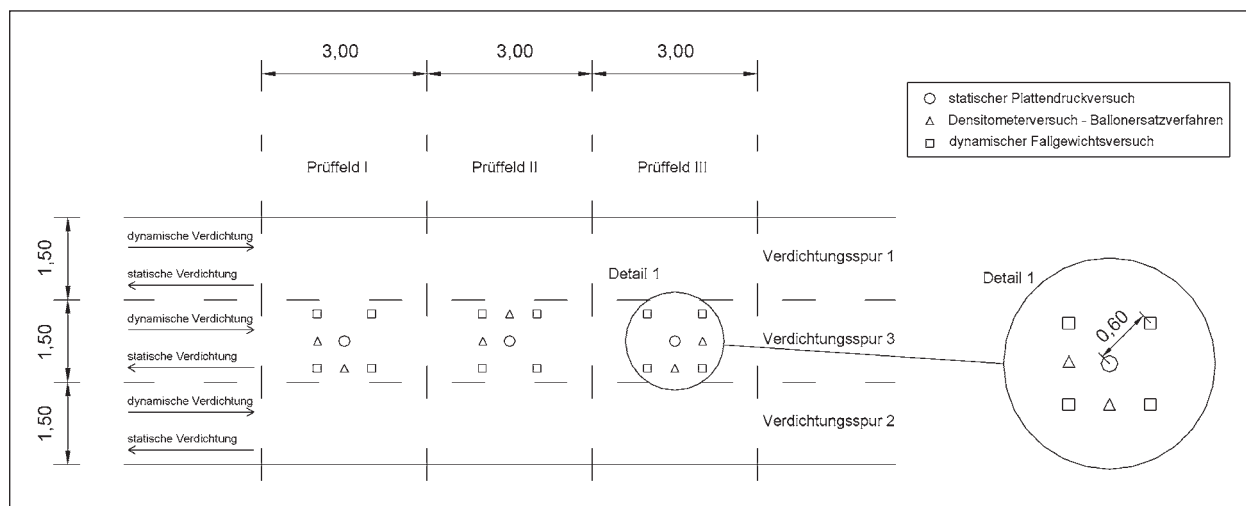 3,00
3,00
3,00
statischer Plattendruckversuch
Densitometerversuch - Ballonersatzverfahren
dynamischer Fallgewichtsversuch
Prüffeld I
Prüffeld II
Prüffeld III
1,50
dynamische Verdichtung
statische Verdichtung
Verdichtungsspur 1
Detail 1
1,50
dynamische Verdichtung
statische Verdichtung
Verdichtungsspur 3
1,50
dynamische Verdichtung
statische Verdichtung
Verdichtungsspur 2
Detail 1
0,60